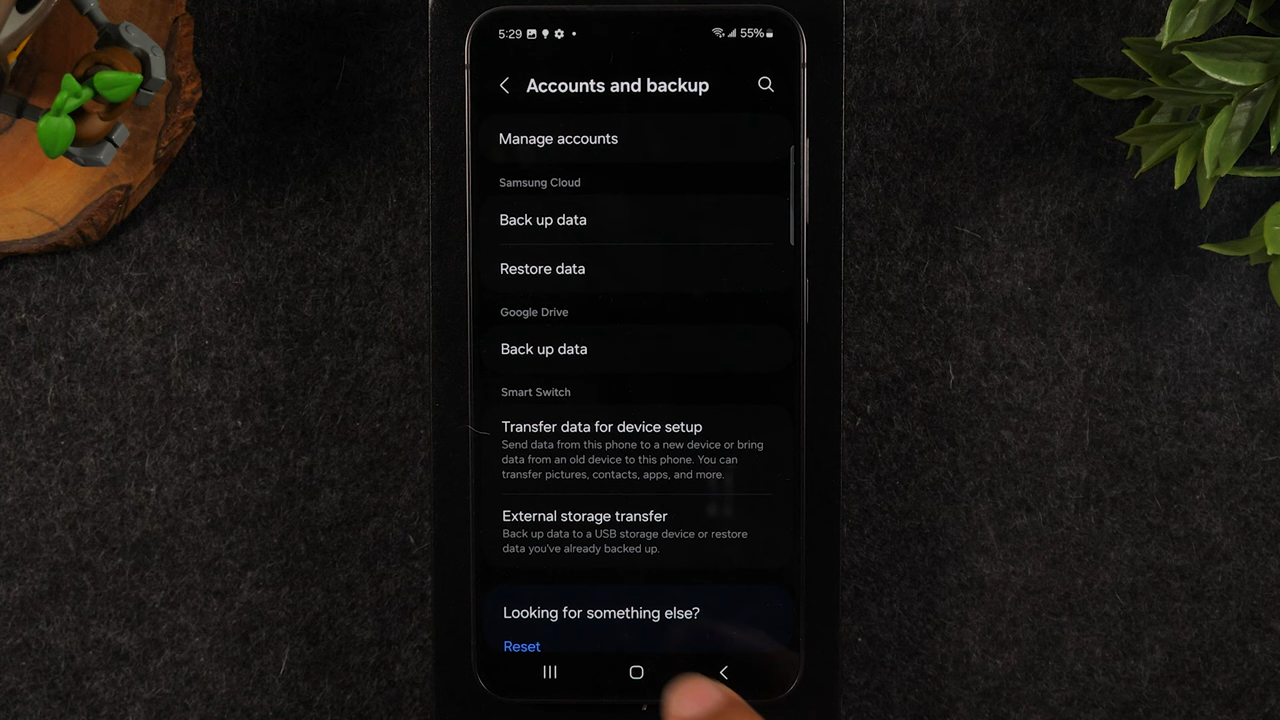 5:29
55%
Accounts and backup
Manage accounts
Samsung Cloud
Back up data
Restore data
Google Drive
Back up data
Smart Switch
Transfer data for device setup
Send data from this phone to a new device or bring
data from an old device to this phone. You can
transfer pictures, contacts, apps, and more.
External storage transfer
Back up data to a USB storage device or restore
data you've already backed up.
Looking for something else?
Reset